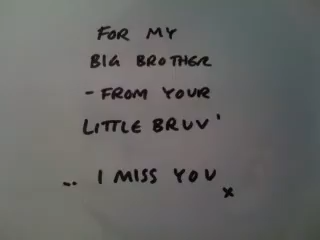 FOR MY
BIG BROTHER
- FROM YOUR
LITTLE BRUV'
.. I MISS YOU
x